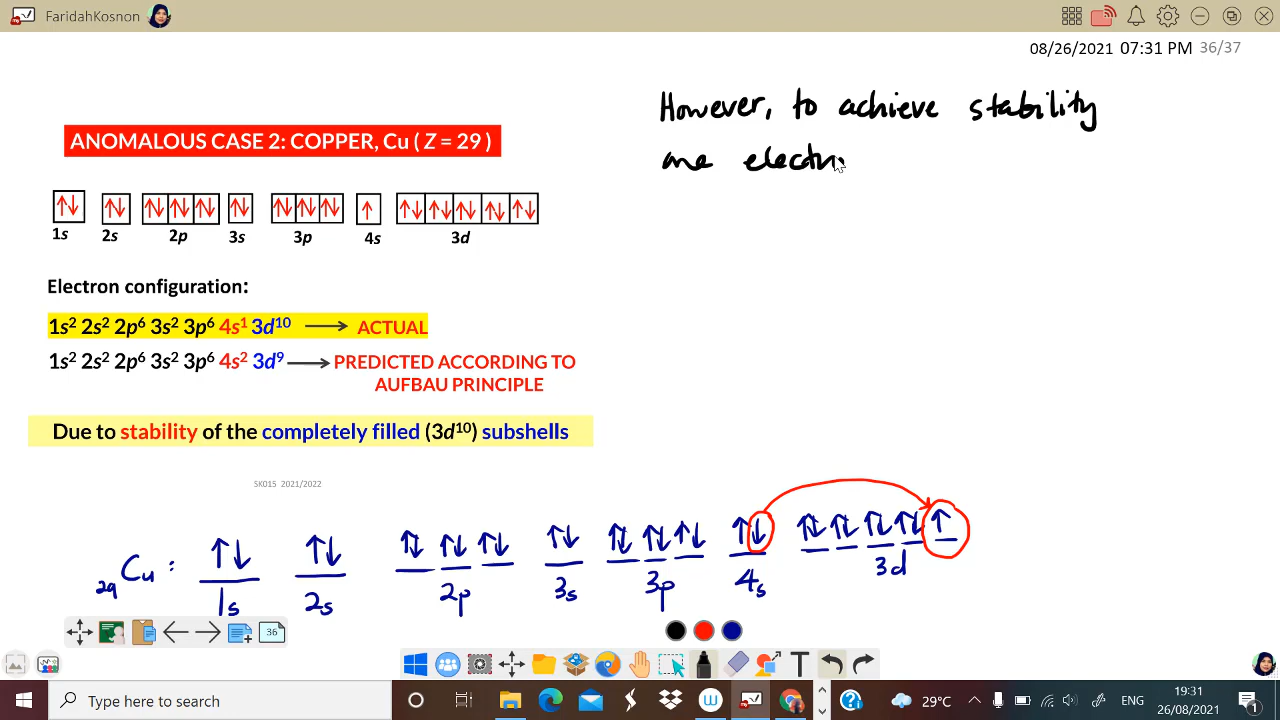 FaridahKosnon
08/26/2021 07:31 PM 36/37
However, to achieve stability
one electr
ANOMALOUS CASE 2: COPPER, Cu ( Z = 29 )
1s 2s 2p 3s 3p 4s 3d
Electron configuration:
1s² 2s² 2p⁶ 3s² 3p⁶ 4s¹ 3d¹⁰ → ACTUAL
1s² 2s² 2p⁶ 3s² 3p⁶ 4s² 3d⁹ → PREDICTED ACCORDING TO
AUFBAU PRINCIPLE
Due to stability of the completely filled (3d¹⁰) subshells
SK015 2021/2022
₂₉Cu : ↑↓ ↑↓ ↑↓ ↑↓ ↑↓ ↑↓ ↑↓ ↑↓ ↑↓ ↑↓ ↑↓ ↑↓ ↑↓ ↑↓ ↑
1s 2s 2p 3s 3p 4s 3d
36
T
Type here to search
W
29°C
ENG
19:31
26/08/2021
1